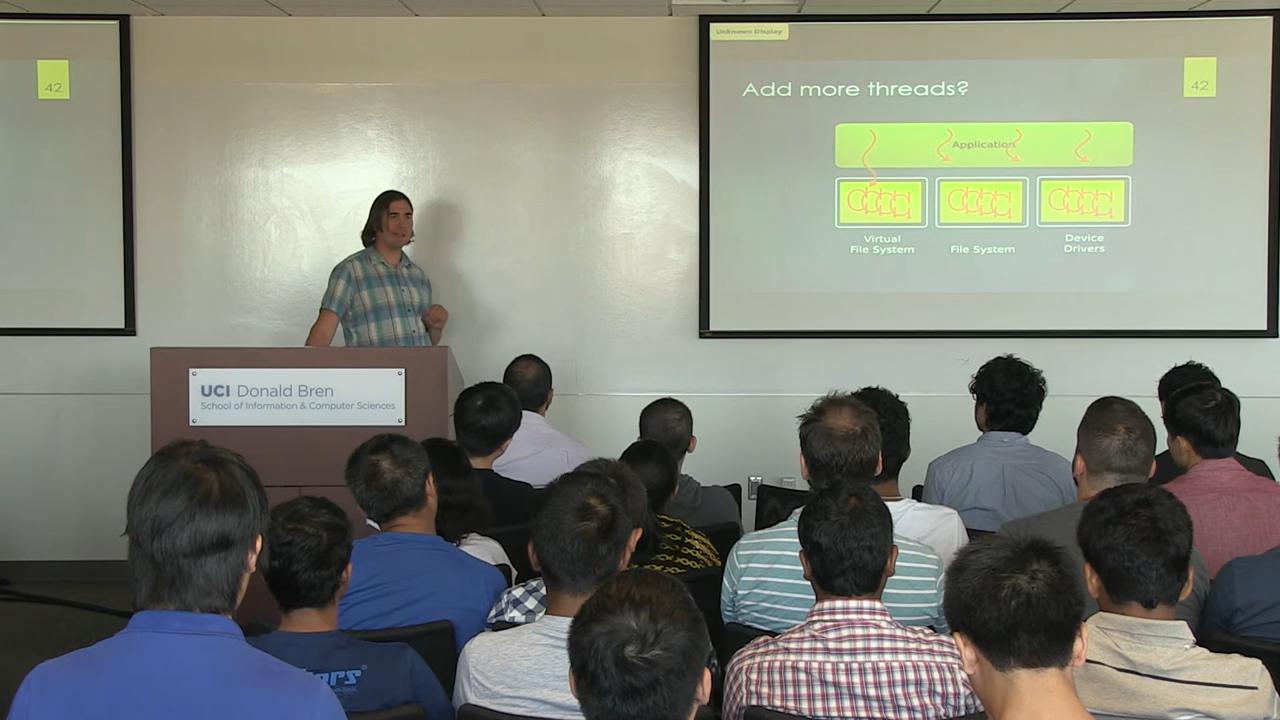 42
Unknown Display
Add more threads?
42
Application
Virtual
File System
File System
Device
Drivers
UCI Donald Bren
School of Information & Computer Sciences